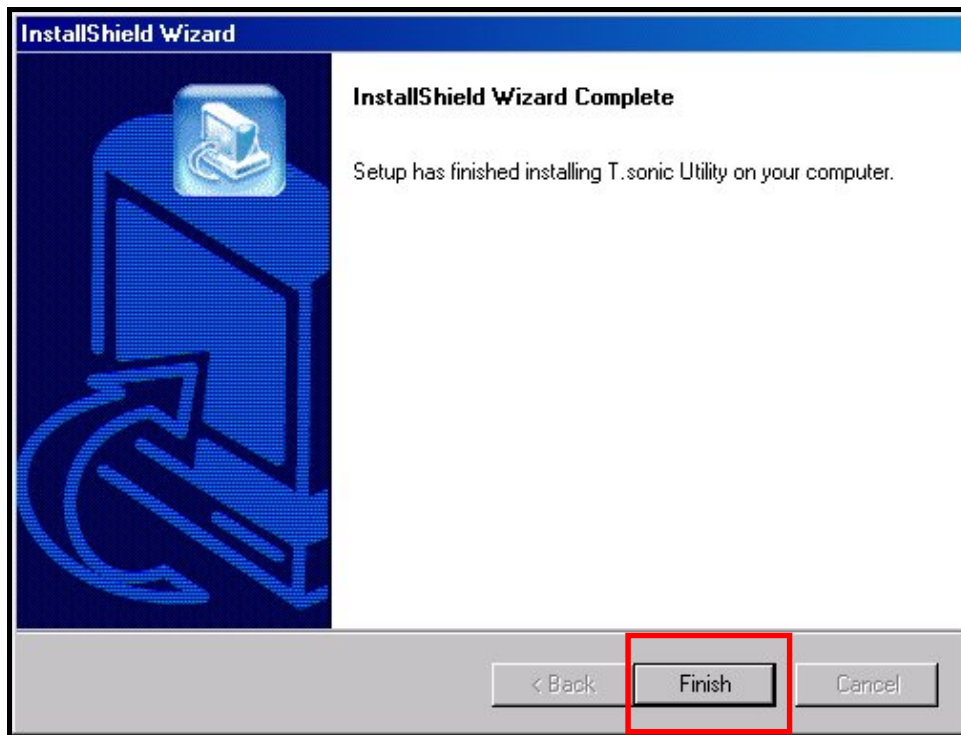 InstallShield Wizard
InstallShield Wizard Complete
Setup has finished installing T.sonic Utility on your computer.
< Back
Finish
Cancel